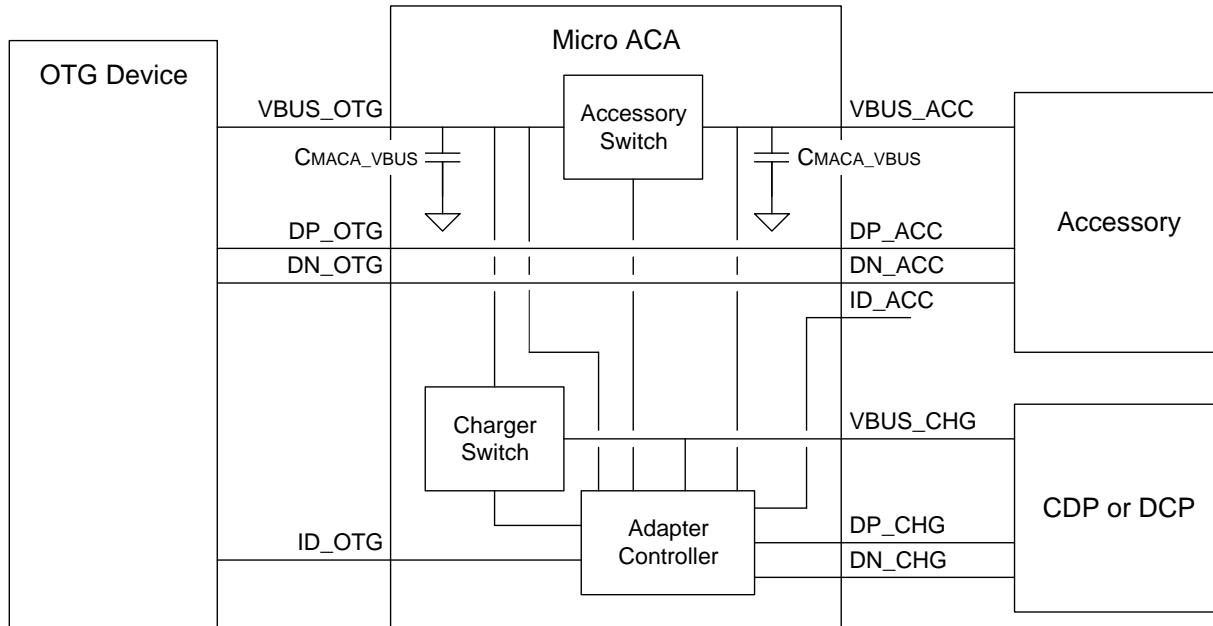 Micro ACA
OTG Device
VBUS_OTG
Accessory
Switch
VBUS_ACC
CMACA_VBUS
CMACA_VBUS
DP_OTG
DP_ACC
Accessory
DN_OTG
DN_ACC
ID_ACC
Charger
Switch
VBUS_CHG
CDP or DCP
Adapter
Controller
DP_CHG
ID_OTG
DN_CHG